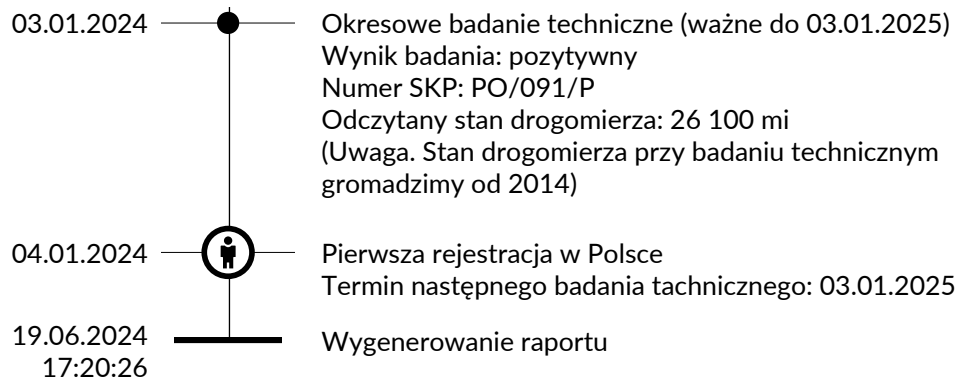 03.01.2024
Okresowe badanie techniczne (ważne do 03.01.2025)
Wynik badania: pozytywny
Numer SKP: PO/091/P
Odczytany stan drogomierza: 26 100 mi
(Uwaga. Stan drogomierza przy badaniu technicznym
gromadzimy od 2014)
04.01.2024
Pierwsza rejestracja w Polsce
Termin następnego badania tachnicznego: 03.01.2025
19.06.2024
17:20:26
Wygenerowanie raportu